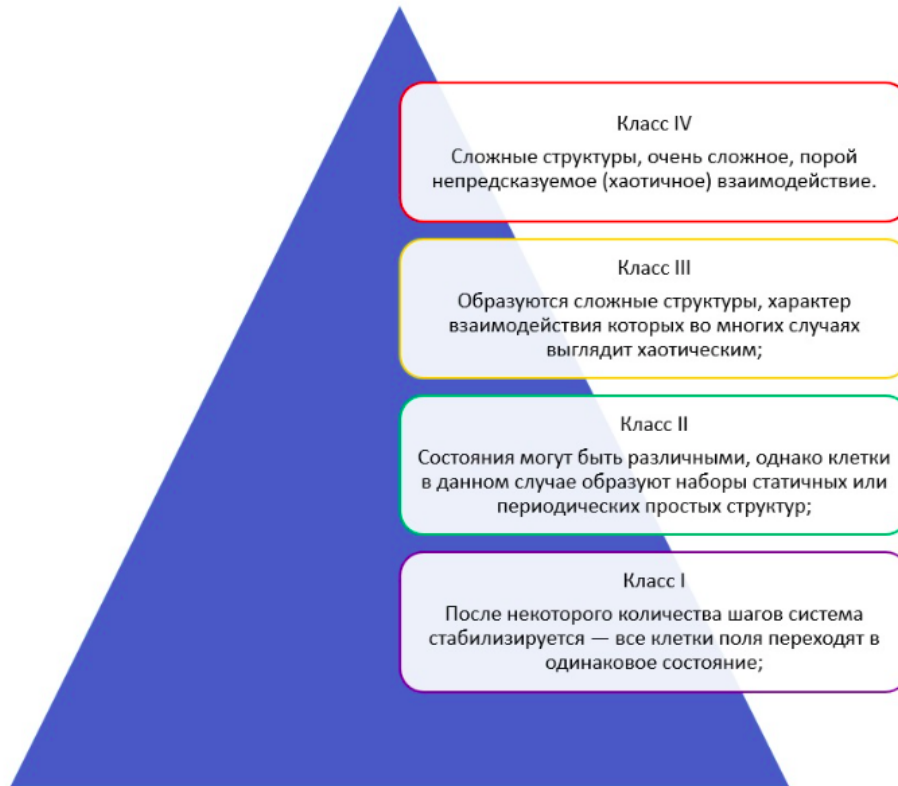 Класс IV
Сложные структуры, очень сложное, порой
непредсказуемое (хаотичное) взаимодействие.
Класс III
Образуются сложные структуры, характер
взаимодействия которых во многих случаях
выглядит хаотическим;
Класс II
Состояния могут быть различными, однако клетки
в данном случае образуют наборы статичных или
периодических простых структур;
Класс I
После некоторого количества шагов система
стабилизируется — все клетки поля переходят в
одинаковое состояние;